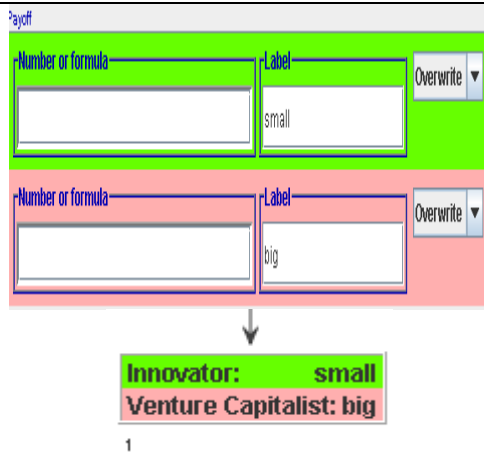 Payoff
Number or formula Label
Overwrite
small
Number or formula Label
Overwrite
big
Innovator: small
Venture Capitalist: big
1